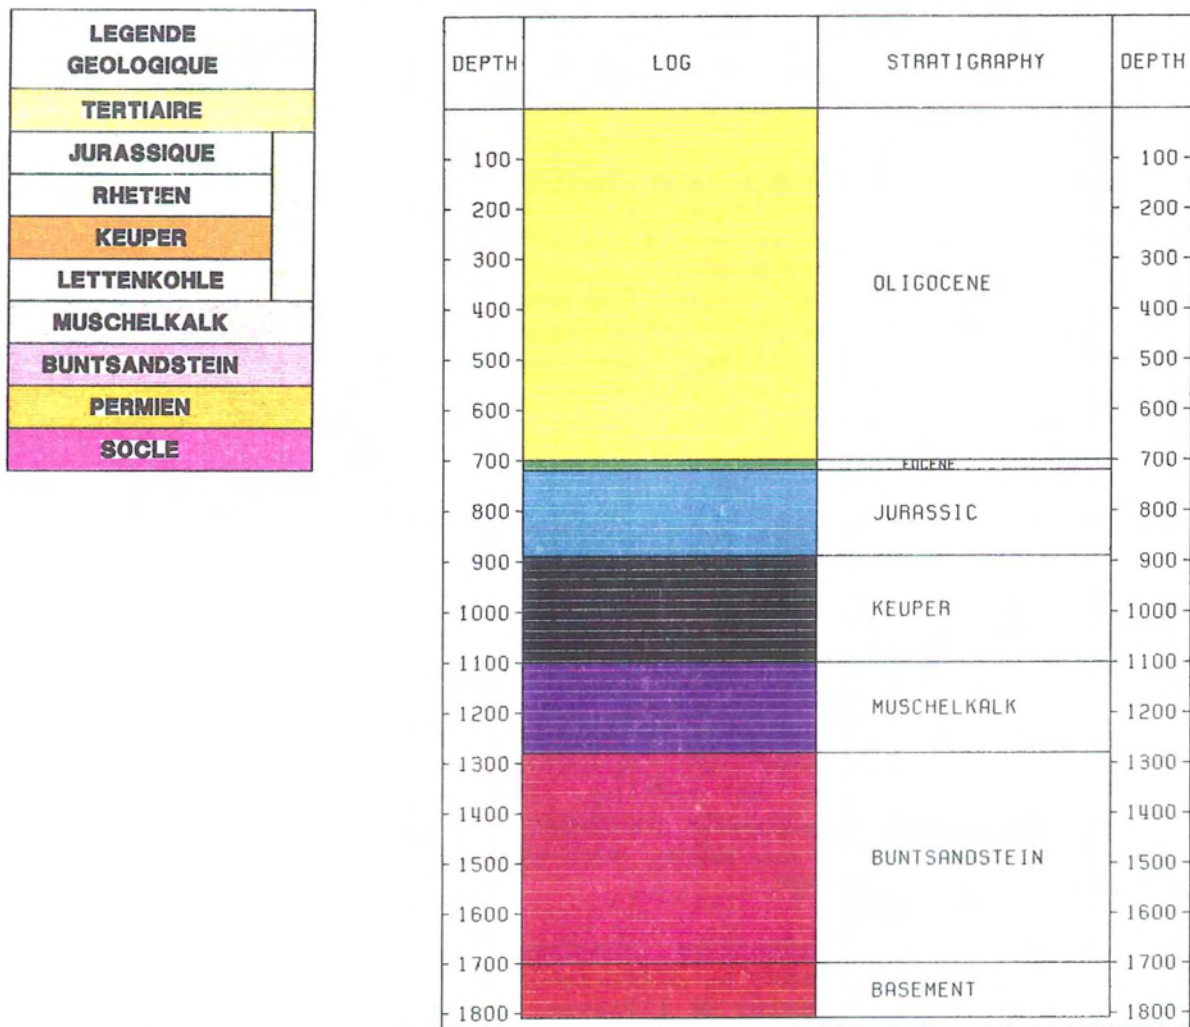 LEGENDE
GEOLOGIQUE
TERTIAIRE
JURASSIQUE
RHETIEN
KEUPER
LETTENKOHLE
MUSCHELKALK
BUNTSANDSTEIN
PERMIEN
SOCLE
DEPTH LOG STRATIGRAPHY DEPTH
100 100
200 200
300 300
OLIGOCENE
400 400
500 500
600 600
700 700
EOCENE
800 JURASSIC 800
900 900
1000 KEUPER 1000
1100 1100
1200 MUSCHELKALK 1200
1300 1300
1400 1400
1500 BUNTSANDSTEIN 1500
1600 1600
1700 1700
BASEMENT
1800 1800